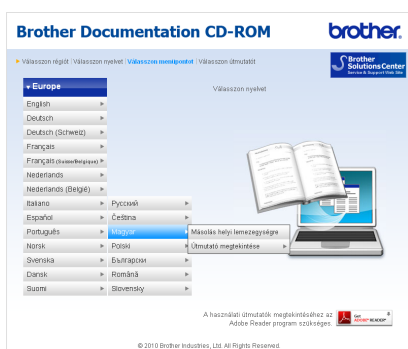 Brother Documentation CD-ROM
brother.
Válasszon régiót | Válasszon nyelvet | Válasszon menüpontot | Válasszon útmutatót
Brother
Solutions Center
Service & Support Web Site
Europe
Válasszon nyelvet
English
Deutsch
Deutsch (Schweiz)
Français
Français (Suisse/Belgique)
Nederlands
Nederlands (België)
Italiano
Русский
Español
Čeština
Português
Magyar
Másolás helyi lemezegységre
Norsk
Polski
Útmutató megtekintése
Svenska
Български
Dansk
Română
Suomi
Slovensky
A használati útmutatók megtekintéséhez az
Adobe Reader program szükséges.
Get
ADOBE® READER®
© 2010 Brother Industries, Ltd. All Rights Reserved.